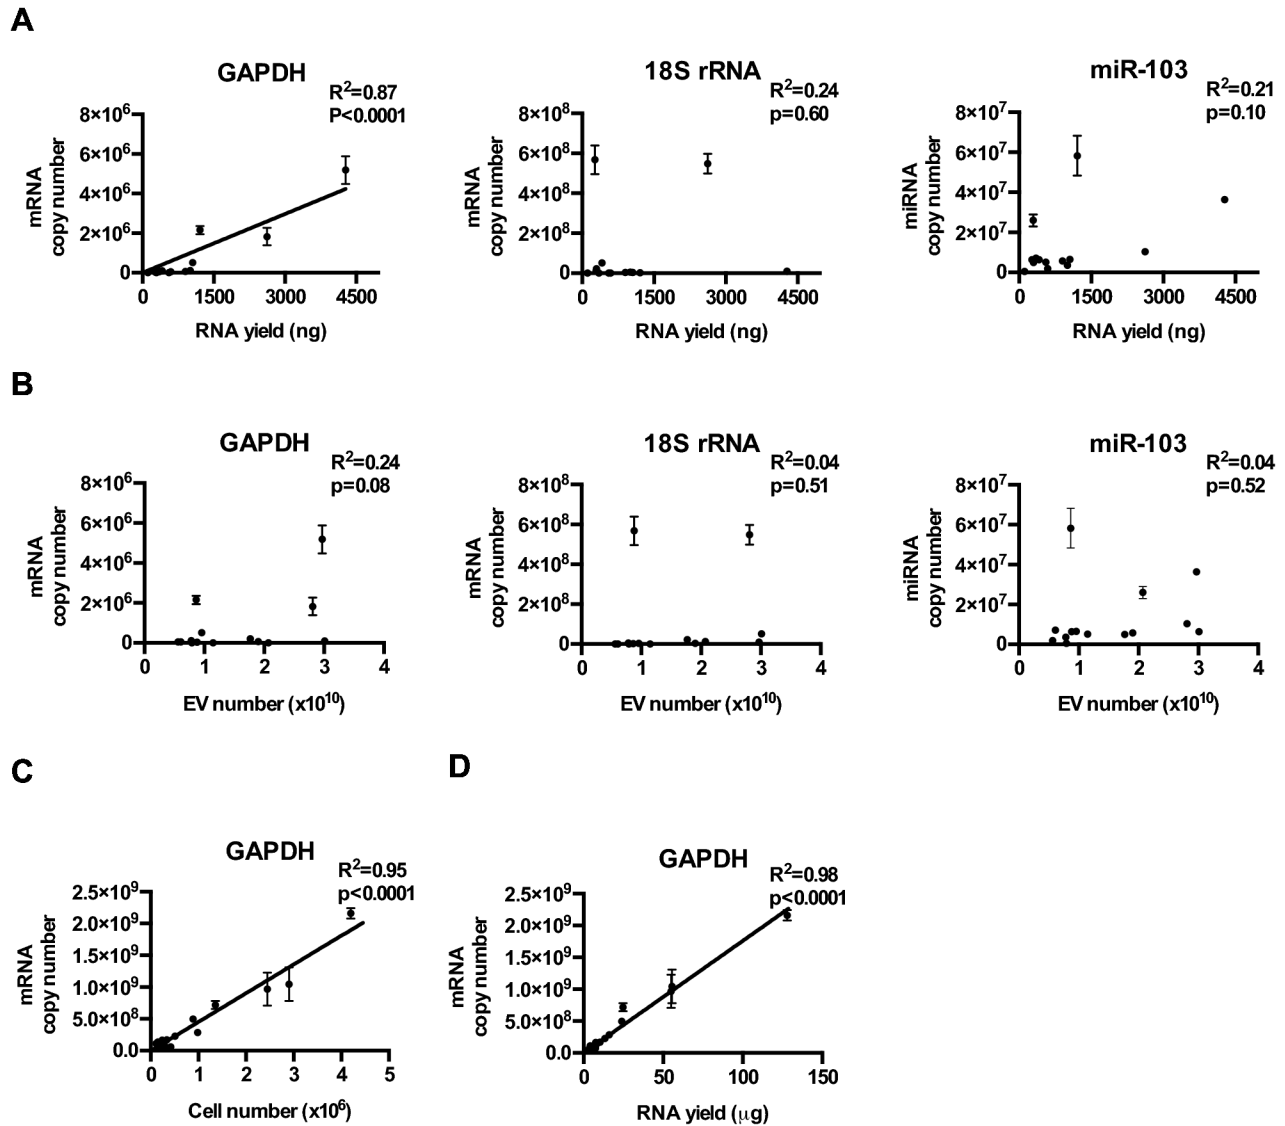 A
GAPDH
R²=0.87
P<0.0001
mRNA
copy number
8×10⁶
6×10⁶
4×10⁶
2×10⁶
0
0 1500 3000 4500
RNA yield (ng)
18S rRNA
R²=0.24
p=0.60
mRNA
copy number
8×10⁸
6×10⁸
4×10⁸
2×10⁸
0
0 1500 3000 4500
RNA yield (ng)
miR-103
R²=0.21
p=0.10
miRNA
copy number
8×10⁷
6×10⁷
4×10⁷
2×10⁷
0
0 1500 3000 4500
RNA yield (ng)
B
GAPDH
R²=0.24
p=0.08
mRNA
copy number
8×10⁶
6×10⁶
4×10⁶
2×10⁶
0
0 1 2 3 4
EV number (x10¹⁰)
18S rRNA
R²=0.04
p=0.51
mRNA
copy number
8×10⁸
6×10⁸
4×10⁸
2×10⁸
0
0 1 2 3 4
EV number (x10¹⁰)
miR-103
R²=0.04
p=0.52
miRNA
copy number
8×10⁷
6×10⁷
4×10⁷
2×10⁷
0
0 1 2 3 4
EV number (x10¹⁰)
C
GAPDH
R²=0.95
p<0.0001
mRNA
copy number
2.5×10⁹
2.0×10⁹
1.5×10⁹
1.0×10⁹
5.0×10⁸
0.0
0 1 2 3 4 5
Cell number (x10⁶)
D
GAPDH
R²=0.98
p<0.0001
mRNA
copy number
2.5×10⁹
2.0×10⁹
1.5×10⁹
1.0×10⁹
5.0×10⁸
0.0
0 50 100 150
RNA yield (μg)